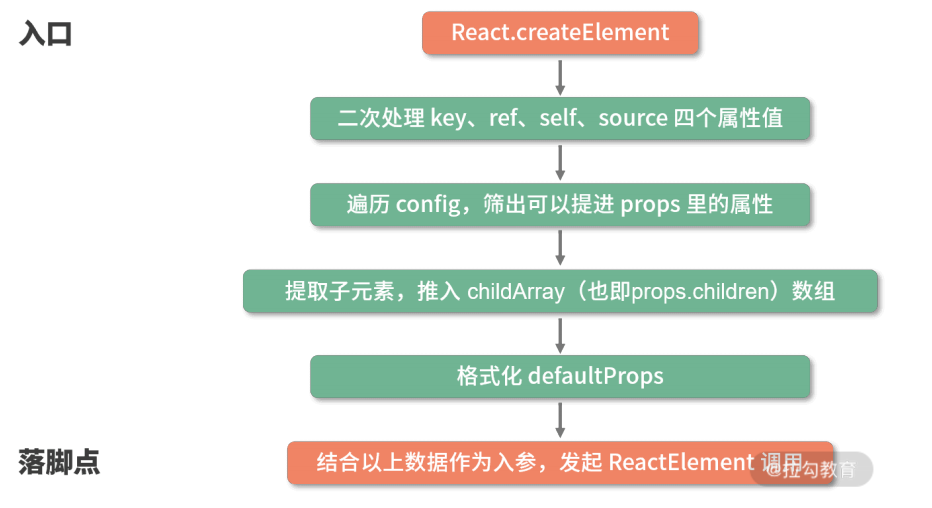 入口
React.createElement
二次处理 key、ref、self、source 四个属性值
遍历 config，筛出可以提进 props 里的属性
提取子元素，推入 childArray（也即props.children）数组
格式化 defaultProps
落脚点
结合以上数据作为入参，发起 ReactElement 调用
@拉勾教育